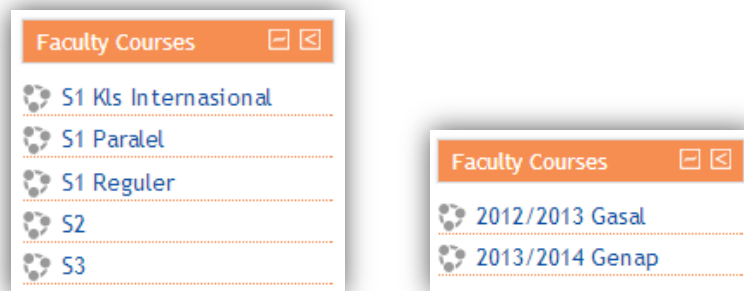 Faculty Courses
S1 Kls Internasional
S1 Paralel
S1 Reguler
S2
S3
Faculty Courses
2012/2013 Gasal
2013/2014 Genap